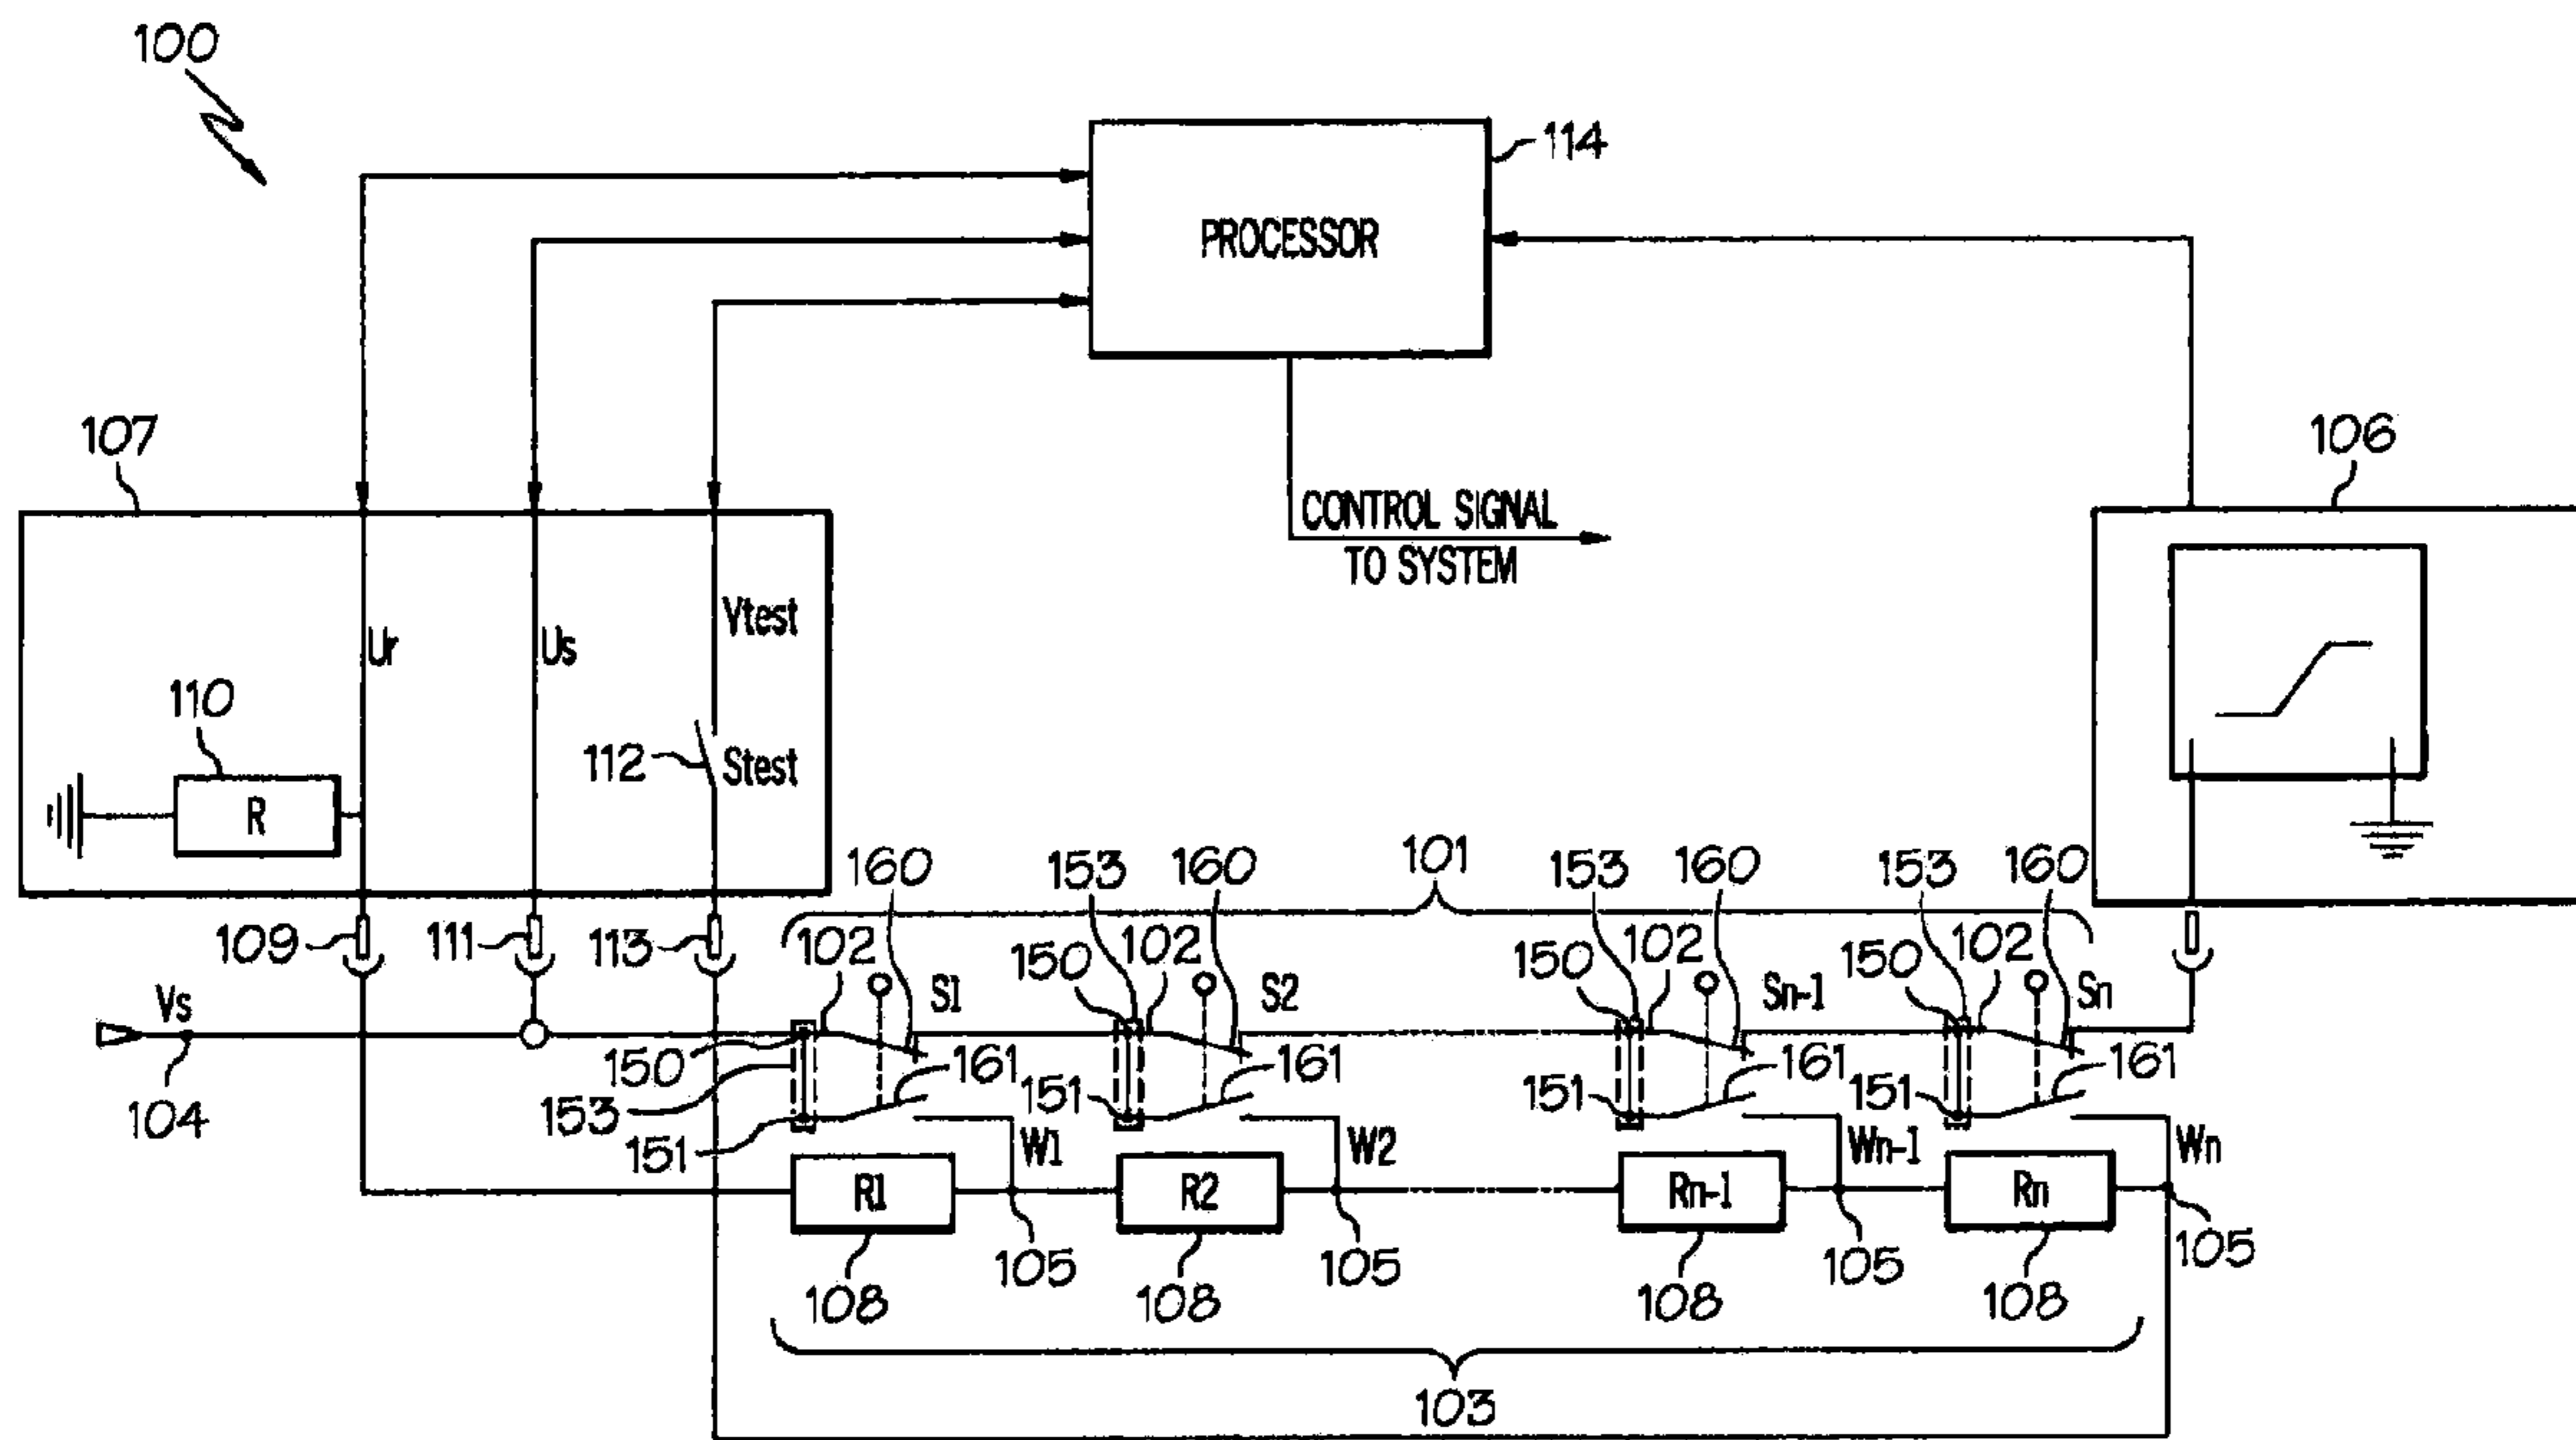 100
PROCESSOR
114
107
106
CONTROL SIGNAL
TO SYSTEM
Ur
Us
Vtest
110
R
112
Stest
109
111
113
160
153
160
101
153
160
153
160
102
150
102
150
102
150
102
Vs
S1
S2
Sn-1
Sn
104
150
153
161
151
161
151
161
151
161
151
W1
W2
Wn-1
Wn
R1
R2
Rn-1
Rn
108
105
108
105
108
105
108
105
103